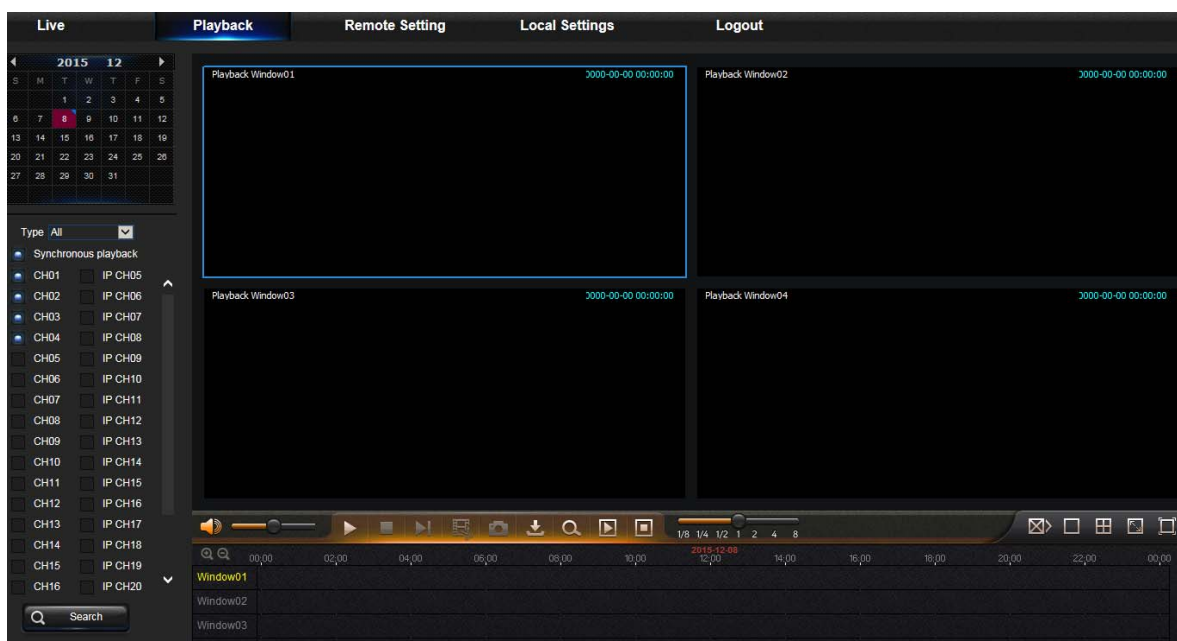 Live Playback Remote Setting Local Settings Logout
2015 12
S M T W T F S
1 2 3 4 5
6 7 8 9 10 11 12
13 14 15 16 17 18 19
20 21 22 23 24 25 26
27 28 29 30 31
Type All
Synchronous playback
CH01 IP CH05
CH02 IP CH06
CH03 IP CH07
CH04 IP CH08
CH05 IP CH09
CH06 IP CH10
CH07 IP CH11
CH08 IP CH12
CH09 IP CH13
CH10 IP CH14
CH11 IP CH15
CH12 IP CH16
CH13 IP CH17
CH14 IP CH18
CH15 IP CH19
CH16 IP CH20
Search
Playback Window01 0000-00-00 00:00:00
Playback Window02 0000-00-00 00:00:00
Playback Window03 0000-00-00 00:00:00
Playback Window04 0000-00-00 00:00:00
1/8 1/4 1/2 1 2 4 8
2015-12-08
00:00 02:00 04:00 06:00 08:00 10:00 12:00 14:00 16:00 18:00 20:00 22:00 00:00
Window01
Window02
Window03